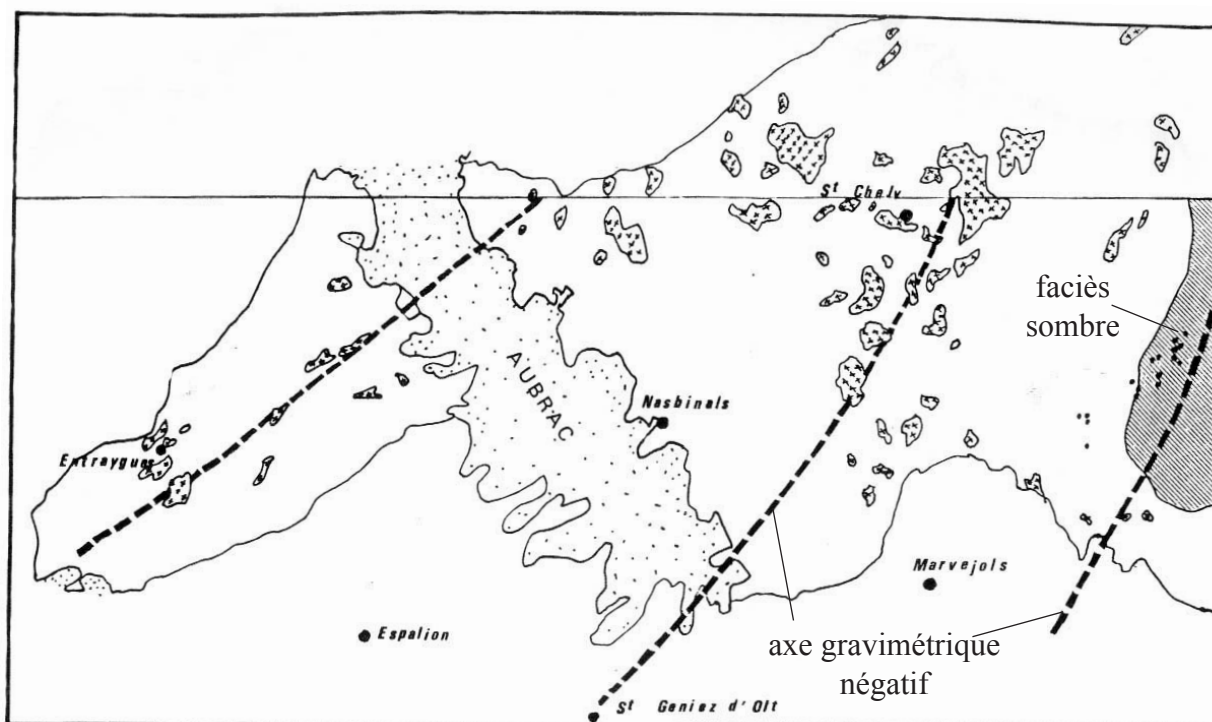 St Chely
faciès
sombre
AUBRAC
Nasbinals
Entraygues
Marvejols
Espalion
axe gravimétrique
négatif
St Geniez d'Olt